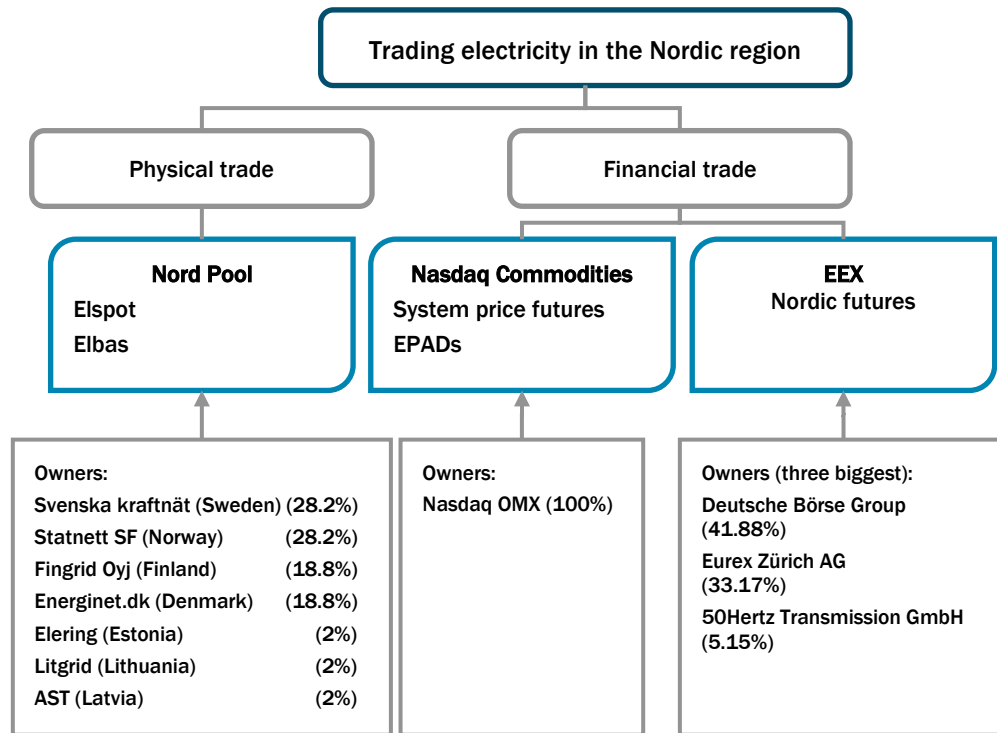 Trading electricity in the Nordic region
Physical trade
Financial trade
Nord Pool
Elspot
Elbas
Nasdaq Commodities
System price futures
EPADs
EEX
Nordic futures
Owners:
Svenska kraftnät (Sweden) (28.2%)
Statnett SF (Norway) (28.2%)
Fingrid Oyj (Finland) (18.8%)
Energinet.dk (Denmark) (18.8%)
Elering (Estonia) (2%)
Litgrid (Lithuania) (2%)
AST (Latvia) (2%)
Owners:
Nasdaq OMX (100%)
Owners (three biggest):
Deutsche Börse Group
(41.88%)
Eurex Zürich AG
(33.17%)
50Hertz Transmission GmbH
(5.15%)